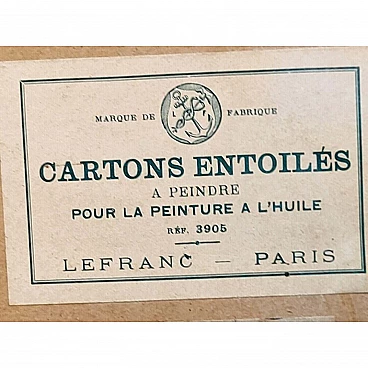 MARQUE DE FABRIQUE
CARTONS ENTOILÉS
A PEINDRE
POUR LA PEINTURE A L'HUILE
RÉF. 3905
LEFRANC — PARIS